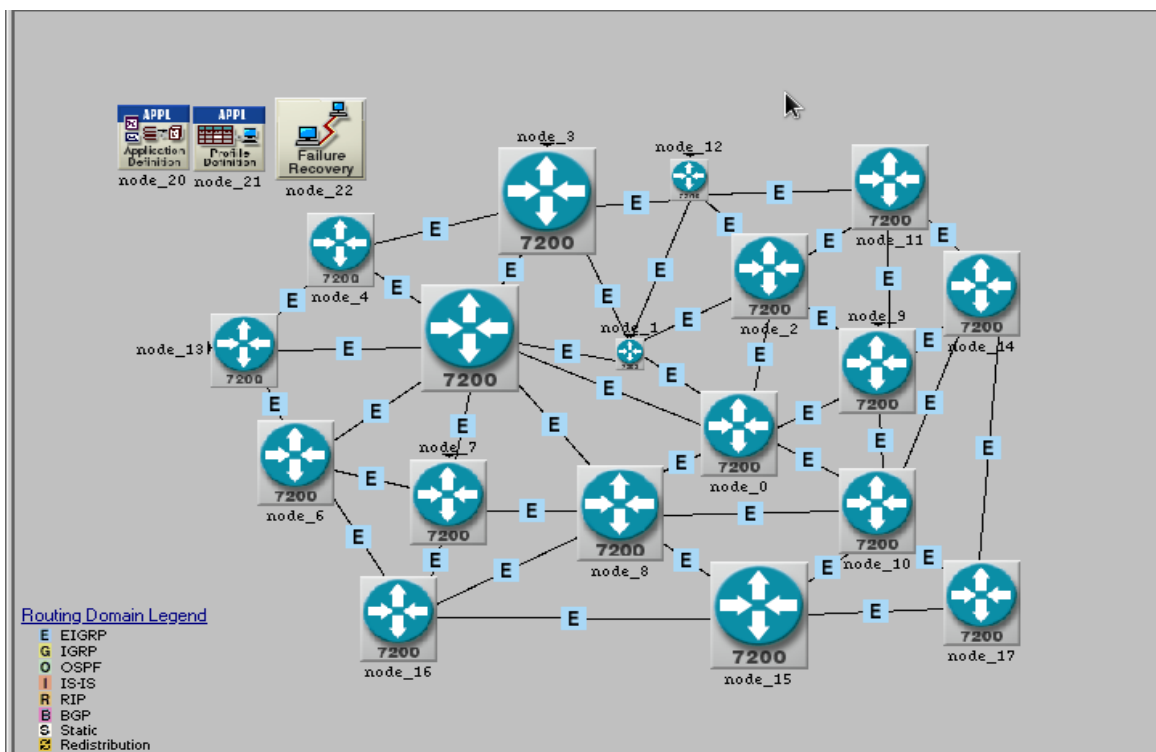 APPL
Application
Definition
node_20
APPL
Profile
Definition
node_21
Failure
Recovery
node_22
node_3
7200
node_12
7200
E
E
E
7200
node_11
E
E
7200
node_4
E
E
E
E
7200
node_2
E
E
7200
node_14
E
E
E
node_13
7200
E
7200
E
node_1
E
E
E
E
node_9
7200
E
E
E
E
7200
node_6
E
E
E
node_7
7200
E
E
7200
node_0
E
E
E
E
E
E
E
7200
node_8
E
7200
node_10
E
E
E
7200
node_16
E
E
E
7200
node_15
E
E
E
7200
node_17
Routing Domain Legend
E EIGRP
G IGRP
O OSPF
I IS-IS
R RIP
B BGP
S Static
Redistribution